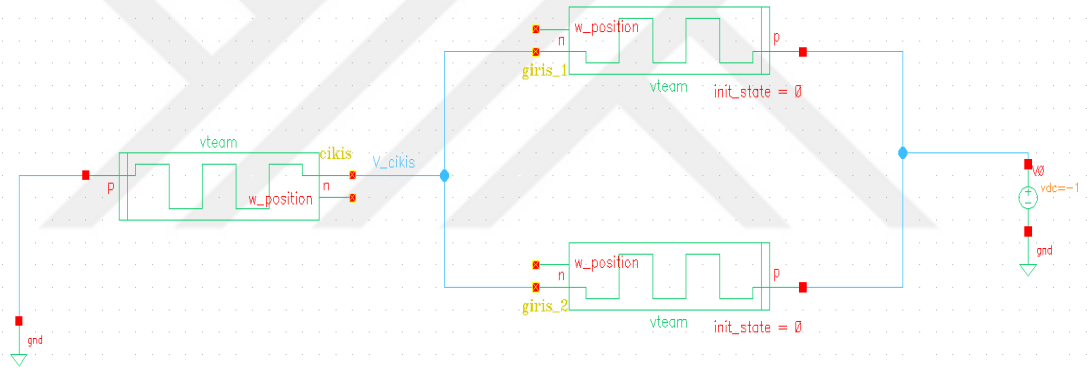 w_position
n
p
giris_1
vteam
init_state = 0
vteam
cikis
V_cikis
p
n
w_position
V0
vdc=-1
gnd
w_position
n
p
giris_2
vteam
init_state = 0
gnd